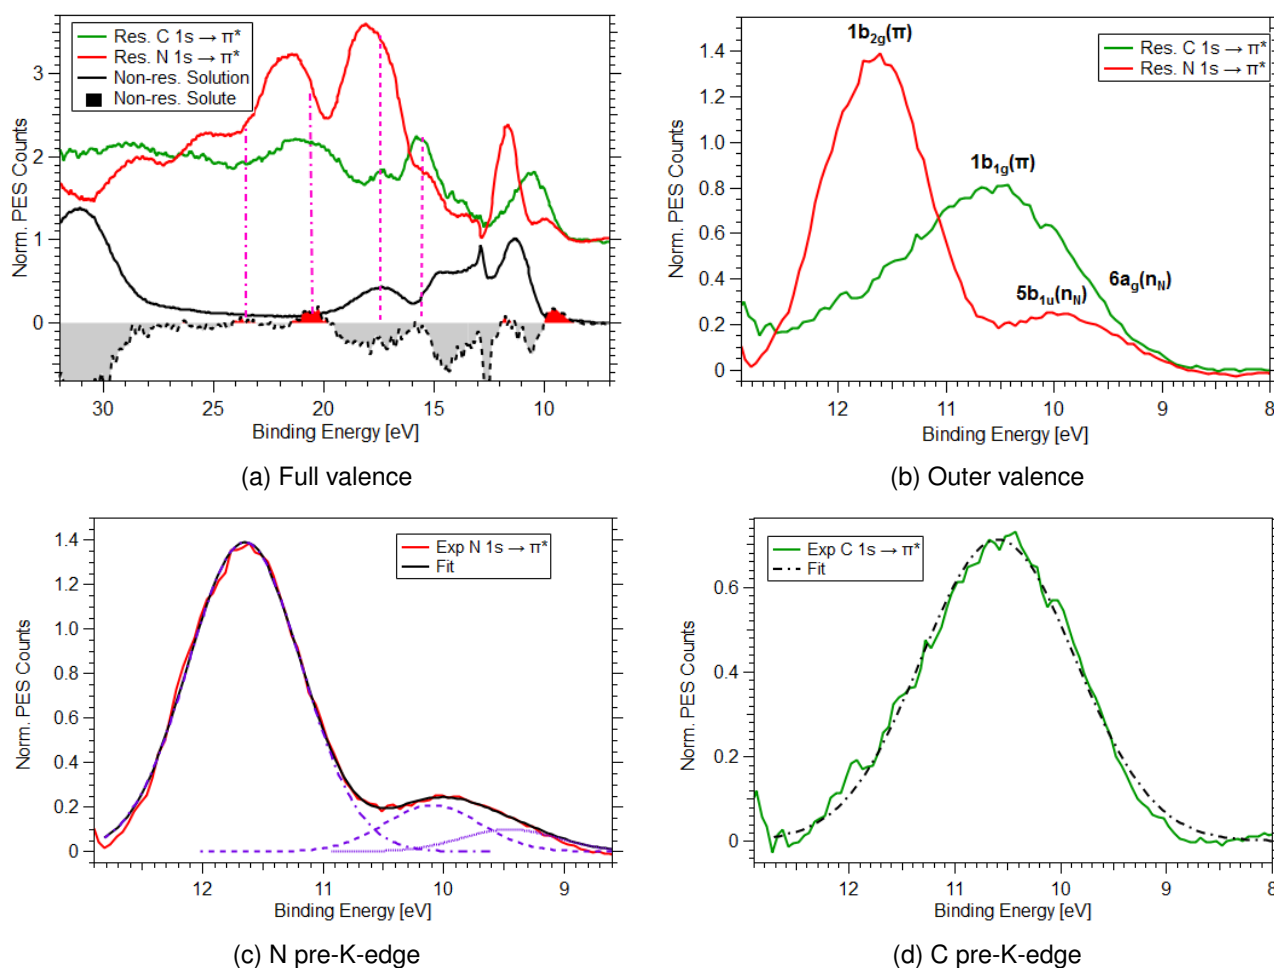 Res. C 1s → π*
Res. N 1s → π*
Non-res. Solution
Non-res. Solute
Norm. PES Counts
3
2
1
0
30 25 20 15 10
Binding Energy [eV]
(a) Full valence
1b2g(π)
Res. C 1s → π*
Res. N 1s → π*
1b1g(π)
6ag(nN)
5b1u(nN)
Norm. PES Counts
1.4
1.2
1.0
0.8
0.6
0.4
0.2
0
12 11 10 9 8
Binding Energy [eV]
(b) Outer valence
Exp N 1s → π*
Fit
Norm. PES Counts
1.4
1.2
1.0
0.8
0.6
0.4
0.2
0
12 11 10 9
Binding Energy [eV]
(c) N pre-K-edge
Exp C 1s → π*
Fit
Norm. PES Counts
0.6
0.4
0.2
0
12 11 10 9 8
Binding Energy [eV]
(d) C pre-K-edge